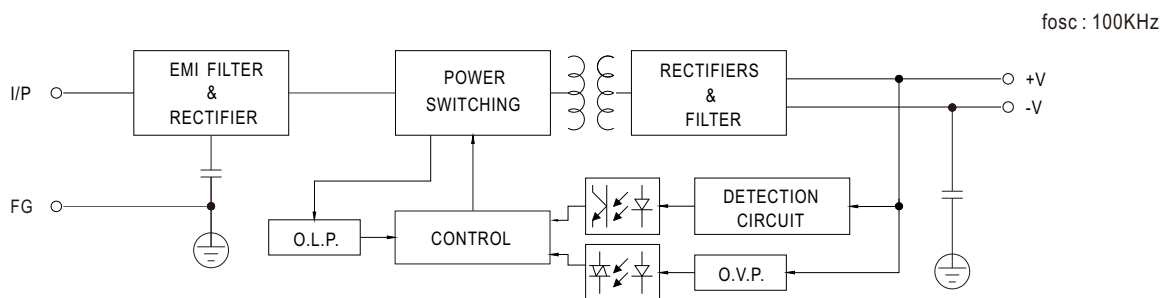 fosc : 100KHz
I/P
EMI FILTER
&
RECTIFIER
POWER
SWITCHING
RECTIFIERS
&
FILTER
+V
-V
FG
O.L.P.
CONTROL
DETECTION
CIRCUIT
O.V.P.